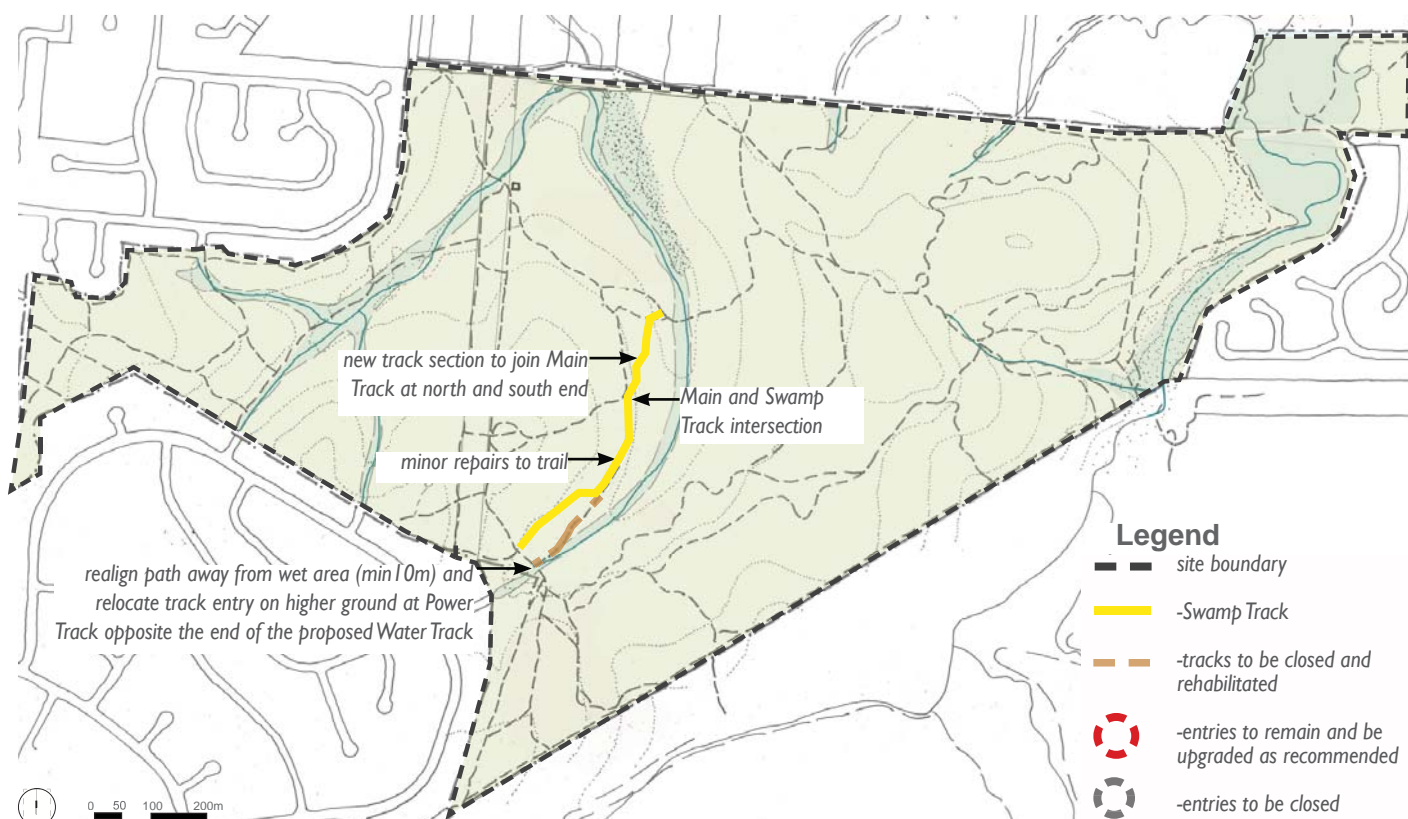 new track section to join Main
Track at north and south end
Main and Swamp
Track intersection
minor repairs to trail
realign path away from wet area (min10m) and
relocate track entry on higher ground at Power
Track opposite the end of the proposed Water Track
Legend
site boundary
-Swamp Track
-tracks to be closed and
rehabilitated
-entries to remain and be
upgraded as recommended
-entries to be closed
0 50 100 200m